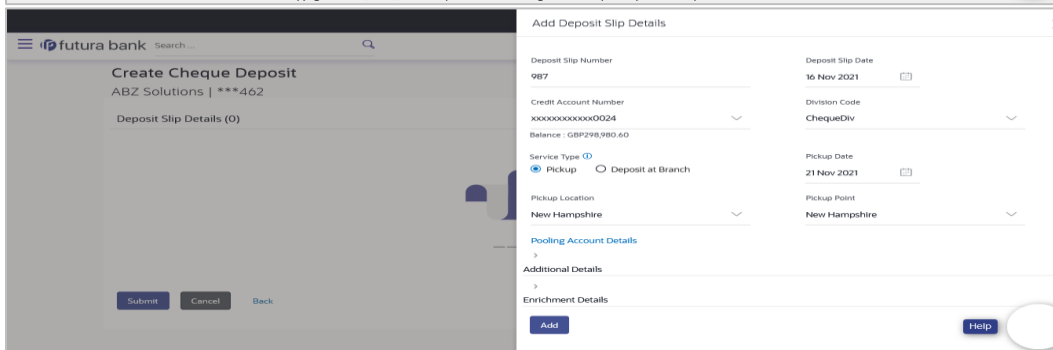 Add Deposit Slip Details
futura bank Search ...
Create Cheque Deposit
ABZ Solutions | ***462
Deposit Slip Details (0)
Submit Cancel Back
Deposit Slip Number Deposit Slip Date
987 16 Nov 2021
Credit Account Number Division Code
xxxxxxxxxxxx0024 ChequeDiv
Balance : GBP298,980.60
Service Type Pickup Date
Pickup Deposit at Branch 21 Nov 2021
Pickup Location Pickup Point
New Hampshire New Hampshire
Pooling Account Details
Additional Details
Enrichment Details
Add Help